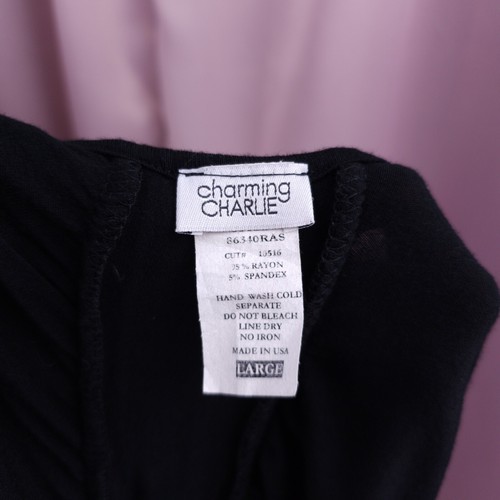 charming
CHARLIE
86340RAS
CUT# 18516
95% RAYON
5% SPANDEX
HAND WASH COLD
SEPARATE
DO NOT BLEACH
LINE DRY
NO IRON
MADE IN USA
LARGE